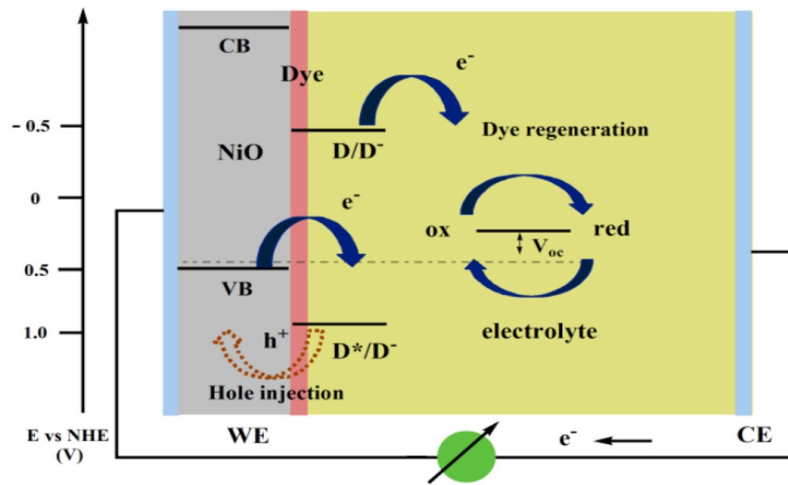 CB
Dye
e-
- 0.5
NiO
D/D-
Dye regeneration
0
e-
ox
red
Voc
0.5
VB
1.0
h+
D*/D-
electrolyte
Hole injection
E vs NHE
(V)
WE
e-
CE